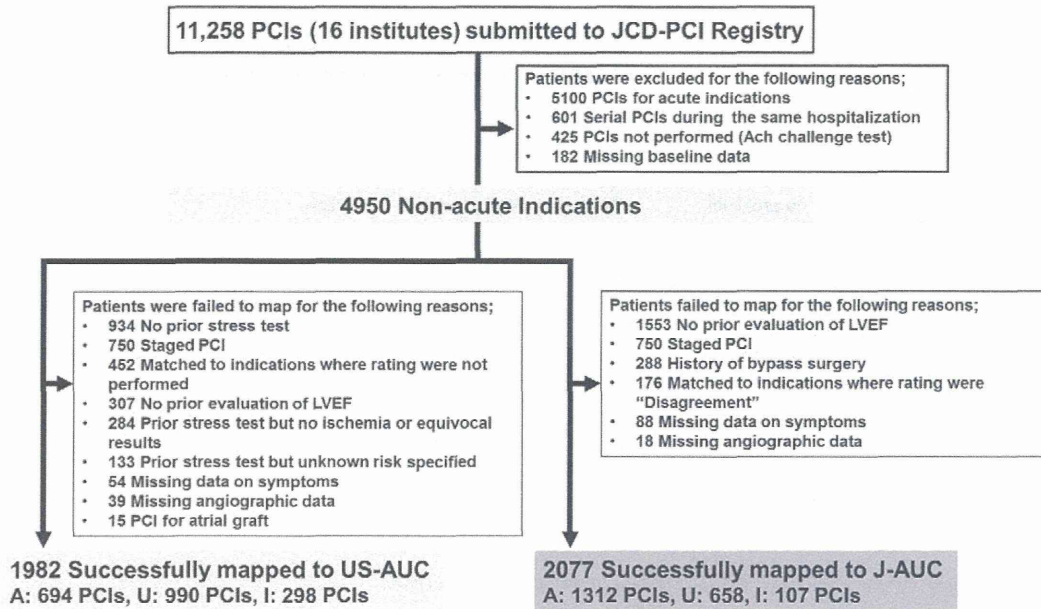 11,258 PCIs (16 institutes) submitted to JCD-PCI Registry
Patients were excluded for the following reasons;
• 5100 PCIs for acute indications
• 601 Serial PCIs during the same hospitalization
• 425 PCIs not performed (Ach challenge test)
• 182 Missing baseline data
4950 Non-acute Indications
Patients were failed to map for the following reasons;
• 934 No prior stress test
• 750 Staged PCI
• 452 Matched to indications where rating were not
performed
• 307 No prior evaluation of LVEF
• 284 Prior stress test but no ischemia or equivocal
results
• 133 Prior stress test but unknown risk specified
• 54 Missing data on symptoms
• 39 Missing angiographic data
• 15 PCI for atrial graft
Patients failed to map for the following reasons;
• 1553 No prior evaluation of LVEF
• 750 Staged PCI
• 288 History of bypass surgery
• 176 Matched to indications where rating were
“Disagreement”
• 88 Missing data on symptoms
• 18 Missing angiographic data
1982 Successfully mapped to US-AUC
A: 694 PCIs, U: 990 PCIs, I: 298 PCIs
2077 Successfully mapped to J-AUC
A: 1312 PCIs, U: 658, I: 107 PCIs